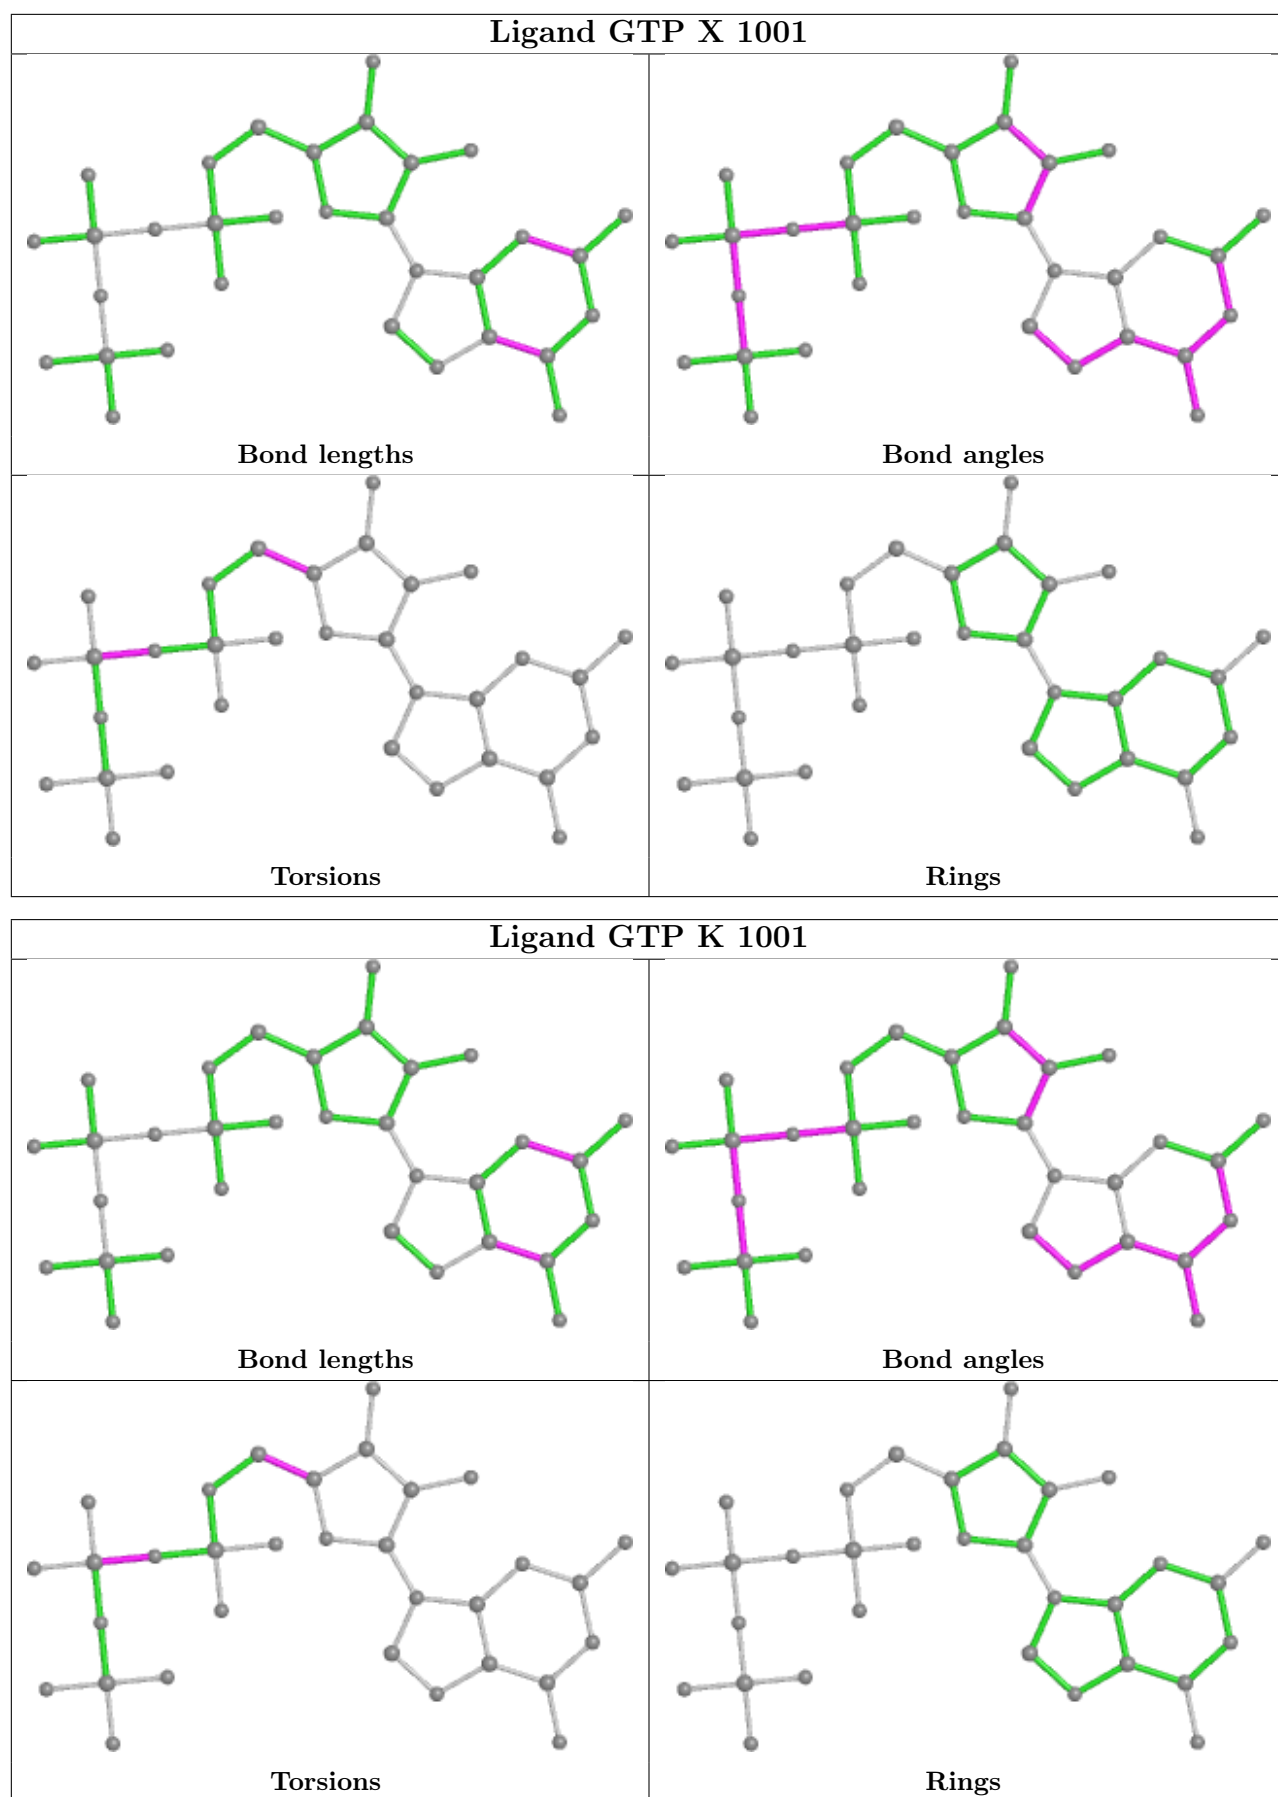 Ligand GTP X 1001
Bond lengths
Bond angles
Torsions
Rings
Ligand GTP K 1001
Bond lengths
Bond angles
Torsions
Rings